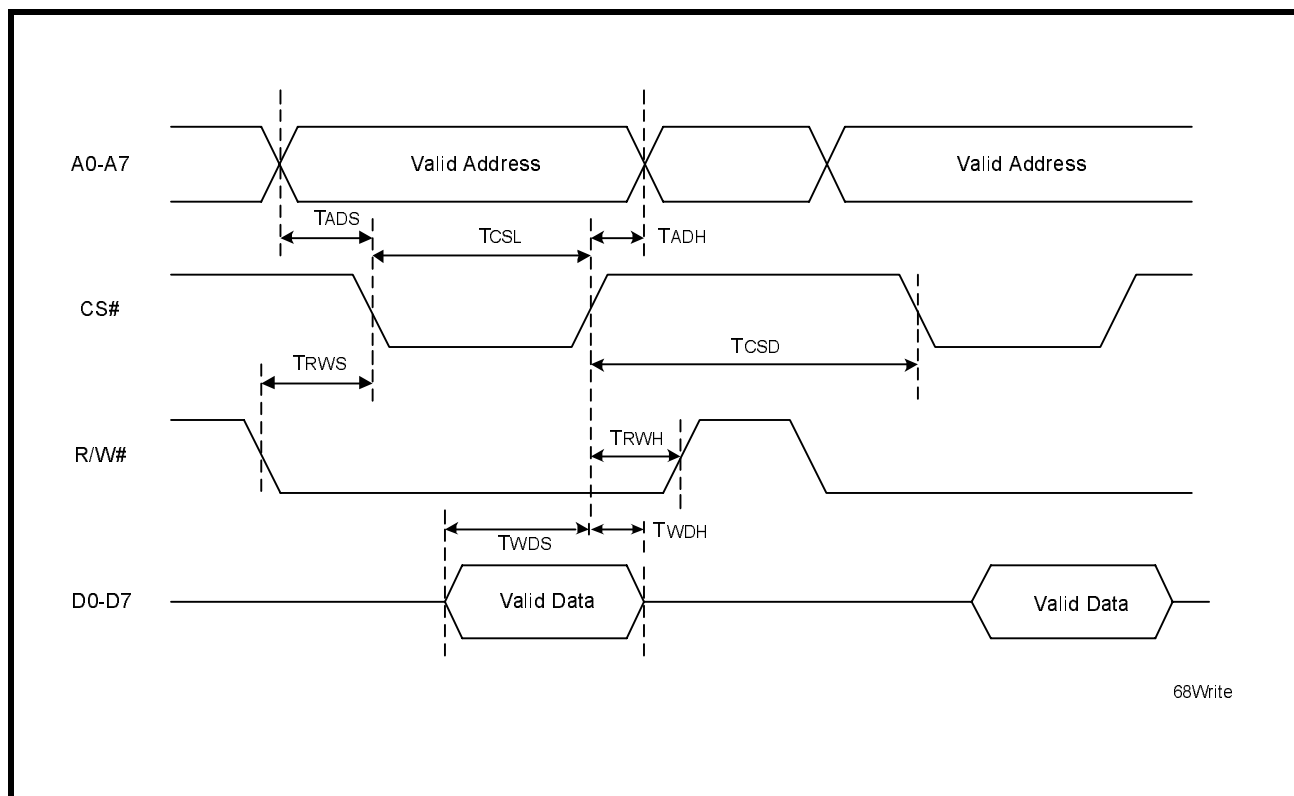 A0-A7
Valid Address
Valid Address
TADS
TCSL
TADH
CS#
TCSD
TRWS
TRWH
R/W#
TWDS
TWDH
D0-D7
Valid Data
Valid Data
68Write